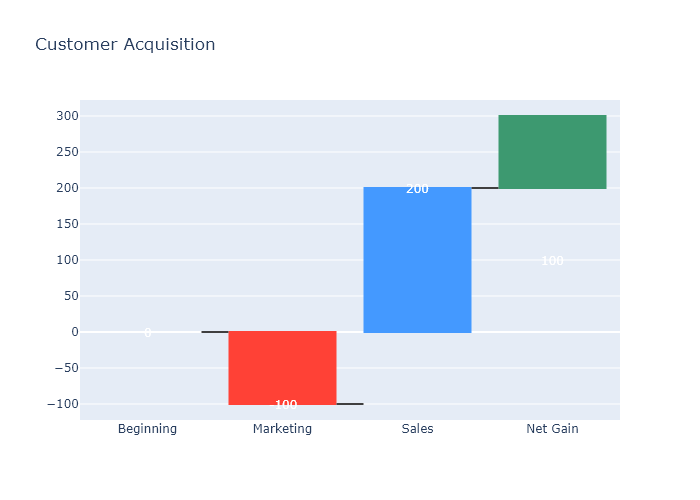 Customer Acquisition
300
250
200
150
100
50
0
−50
−100
0
100
200
100
Beginning
Marketing
Sales
Net Gain